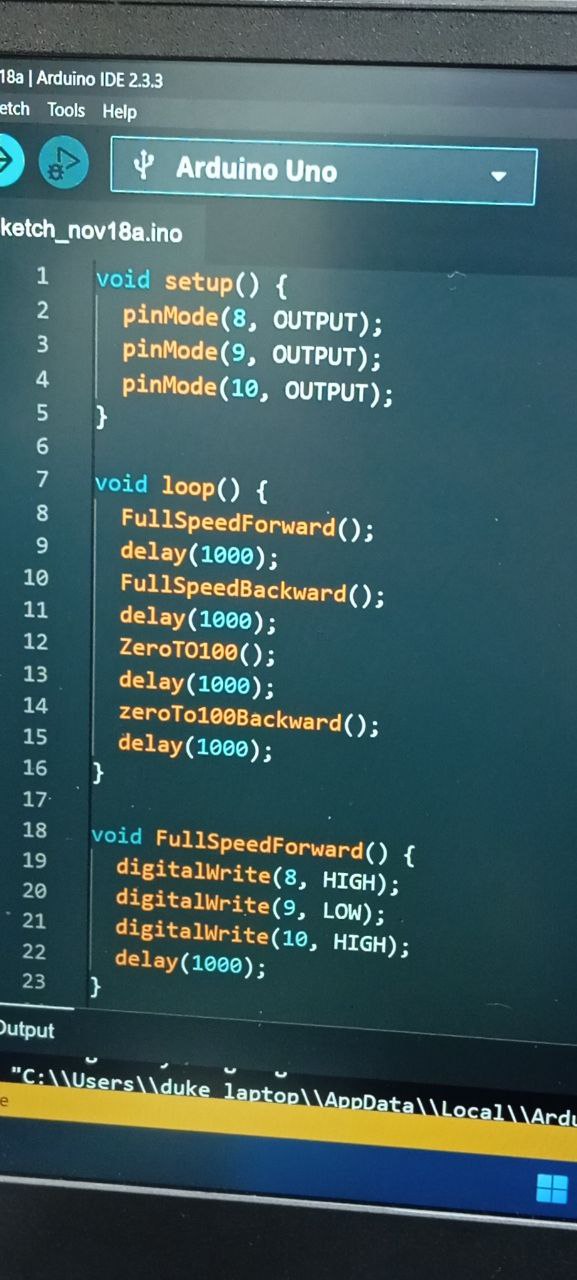 18a | Arduino IDE 2.3.3
etch Tools Help
Arduino Uno
ketch_nov18a.ino
1 void setup() {
2 pinMode(8, OUTPUT);
3 pinMode(9, OUTPUT);
4 pinMode(10, OUTPUT);
5 }
6
7 void loop() {
8 FullSpeedForward();
9 delay(1000);
10 FullSpeedBackward();
11 delay(1000);
12 ZeroTO100();
13 delay(1000);
14 zeroTo100Backward();
15 delay(1000);
16 }
17
18 void FullSpeedForward() {
19 digitalWrite(8, HIGH);
20 digitalWrite(9, LOW);
21 digitalWrite(10, HIGH);
22 delay(1000);
23 }
Output
"C:\\Users\\duke laptop\\AppData\\Local\\Ardu
e